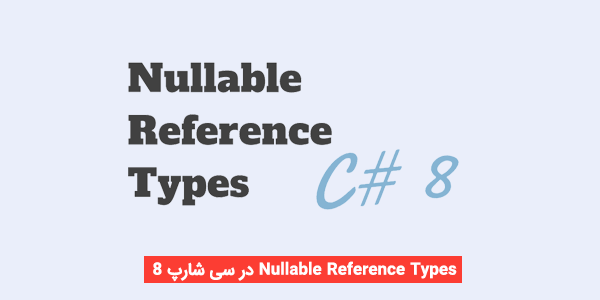 Nullable
Reference
Types
C# 8
Nullable Reference Types در سی شارپ 8